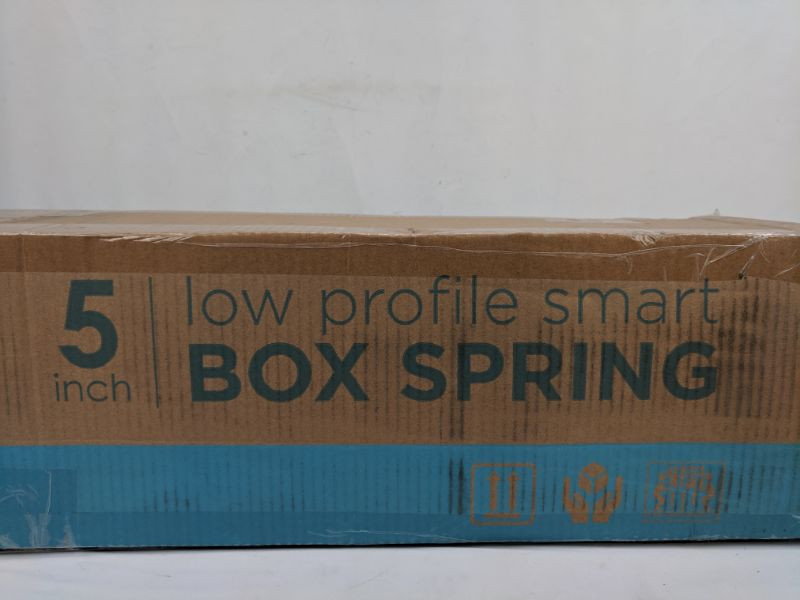 5
inch
low profile smart
BOX SPRING